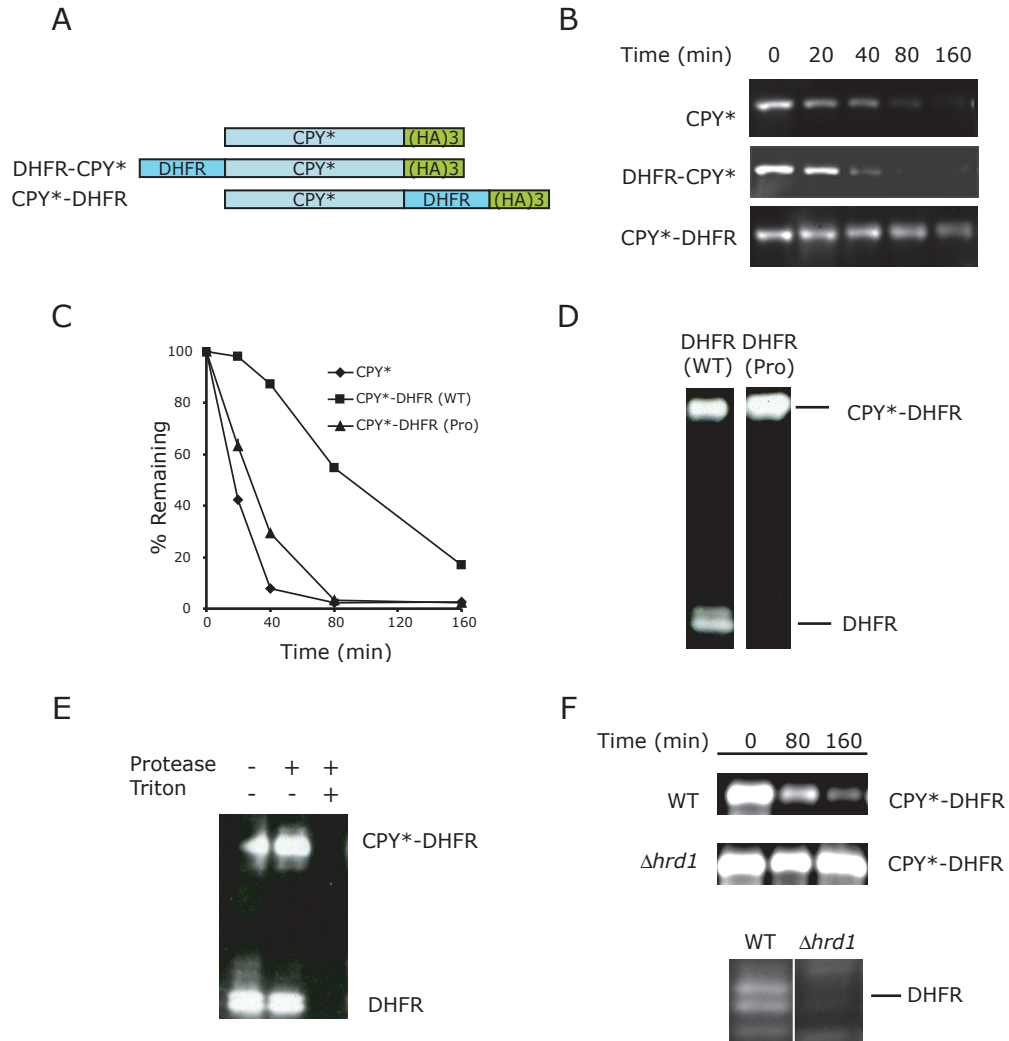 A
CPY* (HA)3
DHFR-CPY* DHFR CPY* (HA)3
CPY*-DHFR CPY* DHFR (HA)3
B
Time (min) 0 20 40 80 160
CPY*
DHFR-CPY*
CPY*-DHFR
C
100
80
60
40
20
0
0 40 80 120 160
% Remaining
Time (min)
CPY*
CPY*-DHFR (WT)
CPY*-DHFR (Pro)
D
DHFR DHFR
(WT) (Pro)
CPY*-DHFR
DHFR
E
Protease - + +
Triton - - +
CPY*-DHFR
DHFR
F
Time (min) 0 80 160
WT CPY*-DHFR
Δhrd1 CPY*-DHFR
WT Δhrd1
DHFR